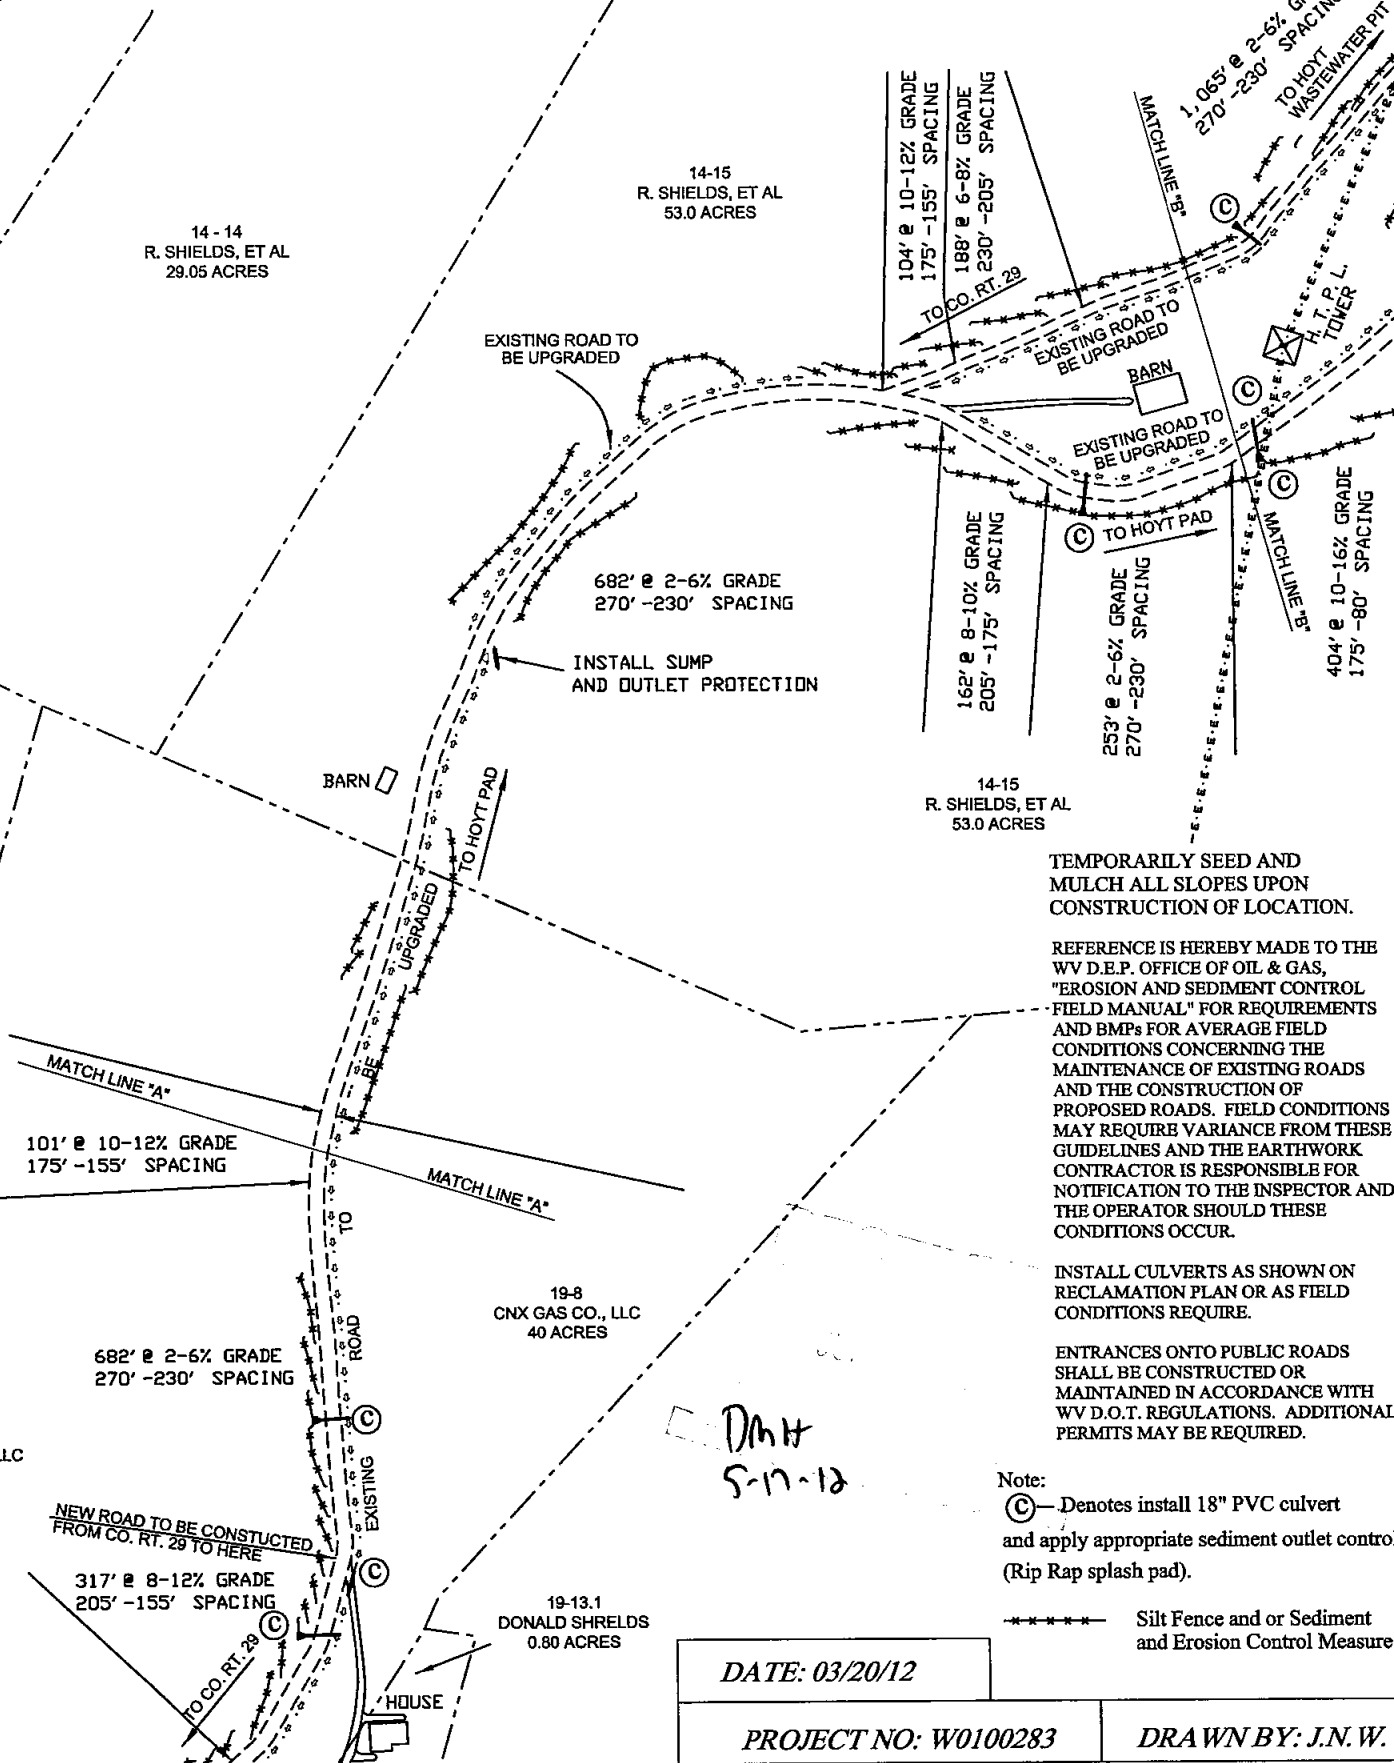 1,065' @ 2-6%
270'-230' SPACING
TO HOYT
WASTEWATER PIT
MATCH LINE "B"
104' @ 10-12% GRADE
175'-155' SPACING
188' @ 6-8% GRADE
230'-205' SPACING
14-15
R. SHIELDS, ET AL
53.0 ACRES
14 - 14
R. SHIELDS, ET AL
29.05 ACRES
C
TO CO. RT. 29
H. T. P. L.
TOWER
EXISTING ROAD TO
BE UPGRADED
EXISTING ROAD TO
BE UPGRADED
BARN
C
EXISTING ROAD TO
BE UPGRADED
C
C
TO HOYT PAD
MATCH LINE "B"
404' @ 10-16% GRADE
175'-80' SPACING
162' @ 8-10% GRADE
205'-175' SPACING
253' @ 2-6% GRADE
270'-230' SPACING
682' @ 2-6% GRADE
270'-230' SPACING
INSTALL SUMP
AND OUTLET PROTECTION
BARN
TO HOYT PAD
14-15
R. SHIELDS, ET AL
53.0 ACRES
TEMPORARILY SEED AND
MULCH ALL SLOPES UPON
CONSTRUCTION OF LOCATION.
REFERENCE IS HEREBY MADE TO THE
WV D.E.P. OFFICE OF OIL & GAS,
"EROSION AND SEDIMENT CONTROL
FIELD MANUAL" FOR REQUIREMENTS
AND BMPs FOR AVERAGE FIELD
CONDITIONS CONCERNING THE
MAINTENANCE OF EXISTING ROADS
AND THE CONSTRUCTION OF
PROPOSED ROADS. FIELD CONDITIONS
MAY REQUIRE VARIANCE FROM THESE
GUIDELINES AND THE EARTHWORK
CONTRACTOR IS RESPONSIBLE FOR
NOTIFICATION TO THE INSPECTOR AND
THE OPERATOR SHOULD THESE
CONDITIONS OCCUR.
INSTALL CULVERTS AS SHOWN ON
RECLAMATION PLAN OR AS FIELD
CONDITIONS REQUIRE.
ENTRANCES ONTO PUBLIC ROADS
SHALL BE CONSTRUCTED OR
MAINTAINED IN ACCORDANCE WITH
WV D.O.T. REGULATIONS. ADDITIONAL
PERMITS MAY BE REQUIRED.
EXISTING ROAD TO BE UPGRADED
MATCH LINE "A"
MATCH LINE "A"
101' @ 10-12% GRADE
175'-155' SPACING
19-8
CNX GAS CO., LLC
40 ACRES
682' @ 2-6% GRADE
270'-230' SPACING
C
LLC
DMH
5-17-12
NEW ROAD TO BE CONSTUCTED
FROM CO. RT. 29 TO HERE
317' @ 8-12% GRADE
205'-155' SPACING
C
C
TO CO. RT. 29
19-13.1
DONALD SHRELDS
0.80 ACRES
HOUSE
Note:
C Denotes install 18" PVC culvert
and apply appropriate sediment outlet control
(Rip Rap splash pad).
Silt Fence and or Sediment
and Erosion Control Measure
DATE: 03/20/12
PROJECT NO: W0100283
DRAWN BY: J.N.W.